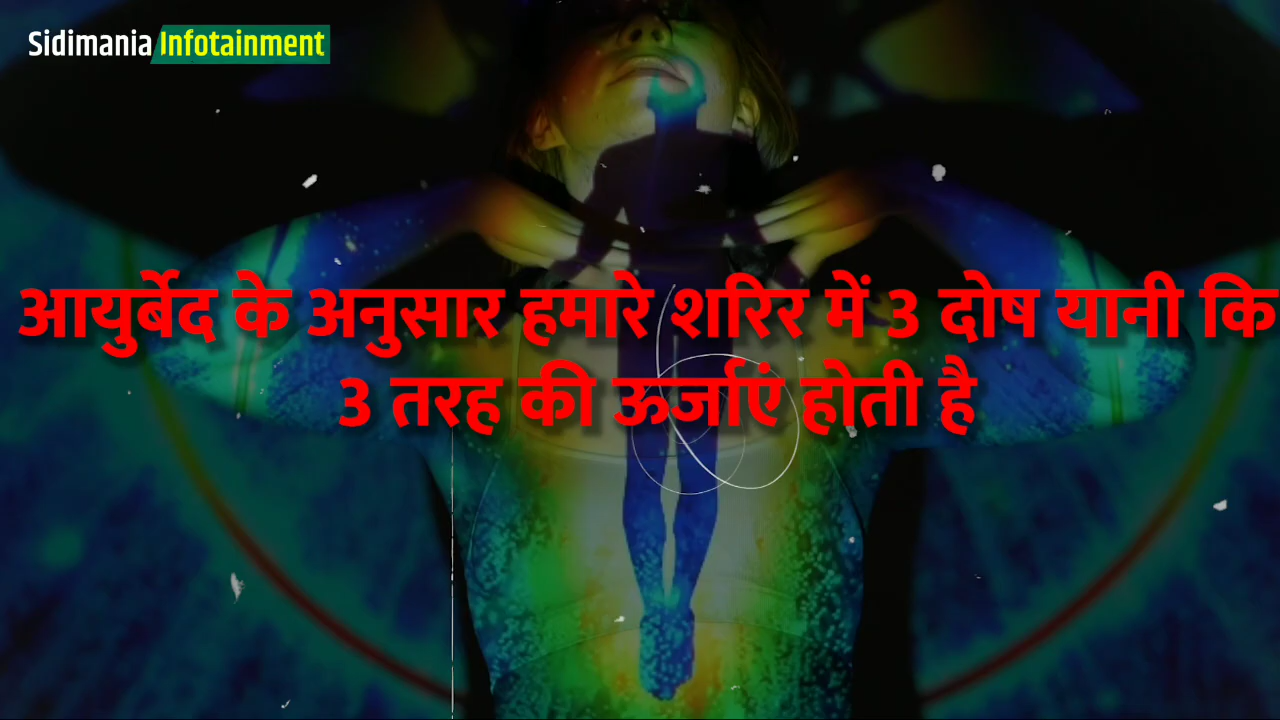 Sidimania Infotainment
आयुर्बेद के अनुसार हमारे शरिर में 3 दोष यानी कि
3 तरह की ऊर्जाएं होती है